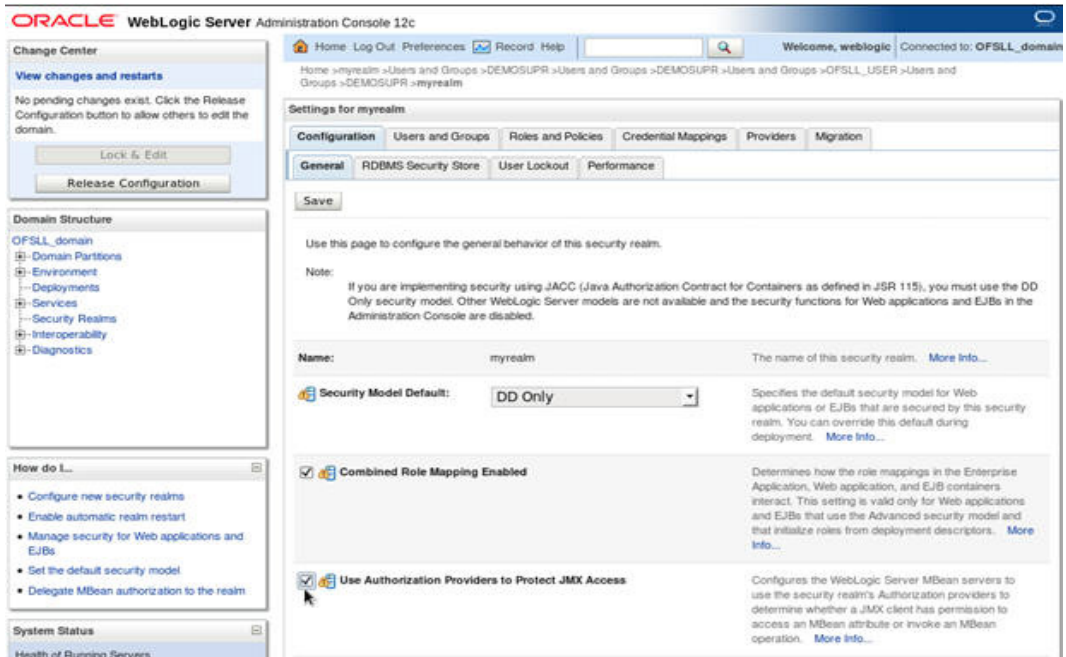 ORACLE WebLogic Server Administration Console 12c
Change Center
View changes and restarts
No pending changes exist. Click the Release
Configuration button to allow others to edit the
domain.
Lock & Edit
Release Configuration
Domain Structure
OFSLL_domain
Domain Partitions
Environment
Deployments
Services
Security Realms
Interoperability
Diagnostics
How do I...
Configure new security realms
Enable automatic realm restart
Manage security for Web applications and
EJBs
Set the default security model
Delegate MBean authorization to the realm
System Status
Health of Running Servers
Home Log Out Preferences Record Help
Welcome, weblogic Connected to: OFSLL_domain
Home >myrealm >Users and Groups >DEMOSUPR >Users and Groups >DEMOSUPR >Users and Groups >OFSLL_USER >Users and
Groups >DEMOSUPR >myrealm
Settings for myrealm
Configuration Users and Groups Roles and Policies Credential Mappings Providers Migration
General RDBMS Security Store User Lockout Performance
Save
Use this page to configure the general behavior of this security realm.
Note:
If you are implementing security using JACC (Java Authorization Contract for Containers as defined in JSR 115), you must use the DD
Only security model. Other WebLogic Server models are not available and the security functions for Web applications and EJBs in the
Administration Console are disabled.
Name: myrealm The name of this security realm. More Info...
Security Model Default: DD Only
Specifies the default security model for Web
applications or EJBs that are secured by this security
realm. You can override this default during
deployment. More Info...
Combined Role Mapping Enabled
Determines how the role mappings in the Enterprise
Application, Web application, and EJB containers
interact. This setting is valid only for Web applications
and EJBs that use the Advanced security model and
that initialize roles from deployment descriptors. More
Info...
Use Authorization Providers to Protect JMX Access
Configures the WebLogic Server MBean servers to
use the security realm's Authorization providers to
determine whether a JMX client has permission to
access an MBean attribute or invoke an MBean
operation. More Info...